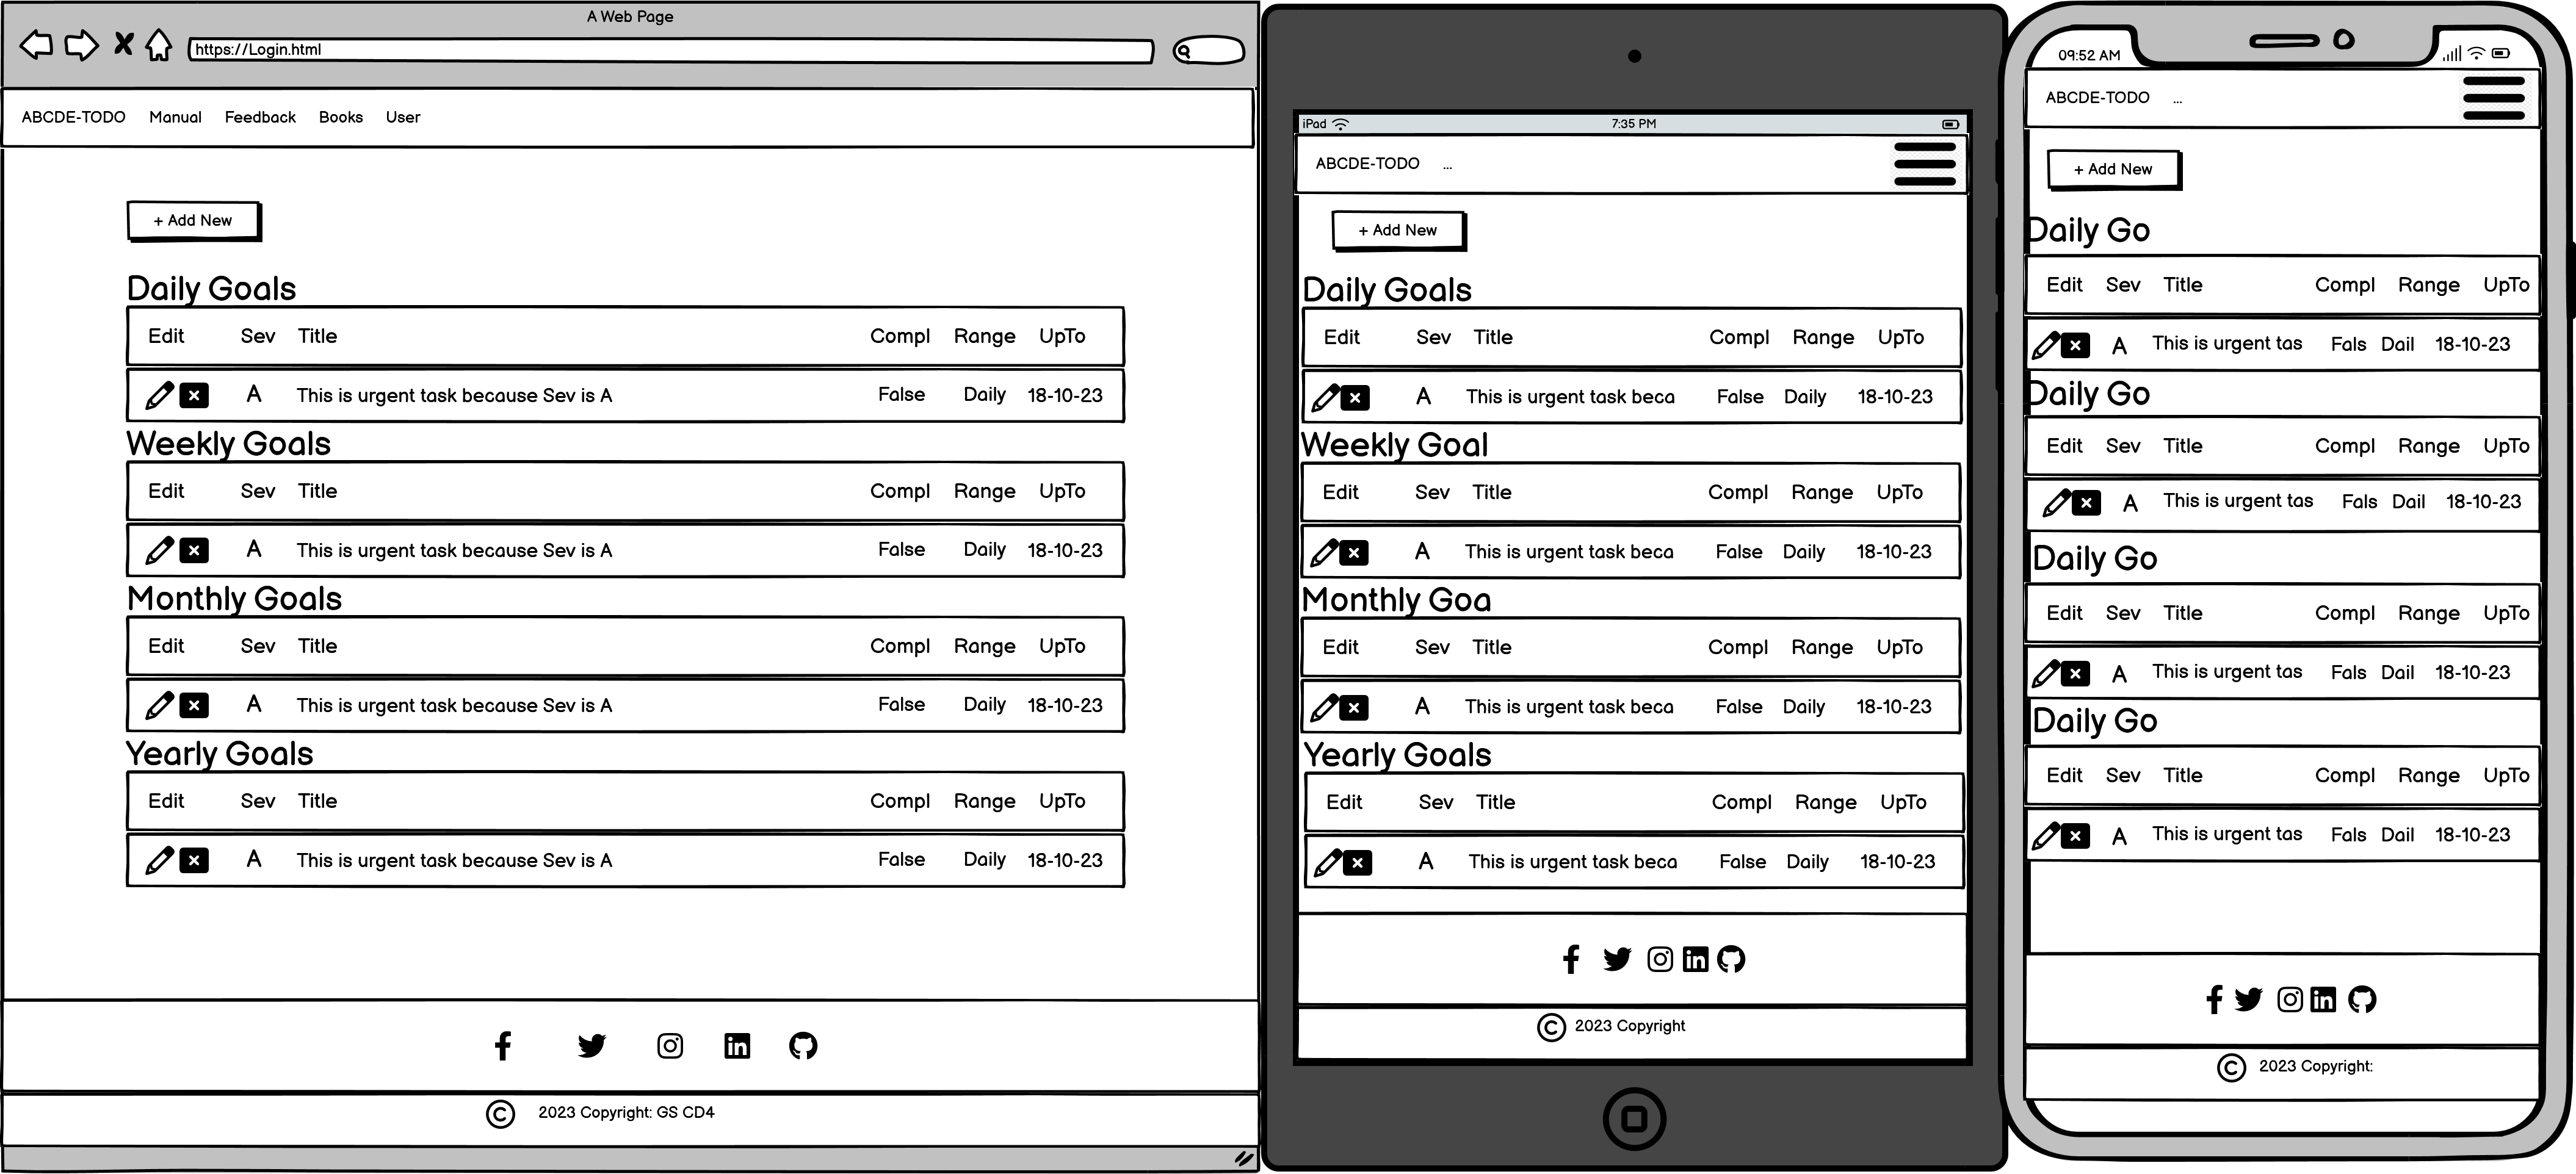 A Web Page
https://Login.html
ABCDE-TODO Manual Feedback Books User
+ Add New
Daily Goals
Edit Sev Title Compl Range UpTo
A This is urgent task because Sev is A False Daily 18-10-23
Weekly Goals
Edit Sev Title Compl Range UpTo
A This is urgent task because Sev is A False Daily 18-10-23
Monthly Goals
Edit Sev Title Compl Range UpTo
A This is urgent task because Sev is A False Daily 18-10-23
Yearly Goals
Edit Sev Title Compl Range UpTo
A This is urgent task because Sev is A False Daily 18-10-23
© 2023 Copyright: GS CD4
iPad 7:35 PM
ABCDE-TODO ...
+ Add New
Daily Goals
Edit Sev Title Compl Range UpTo
A This is urgent task beca False Daily 18-10-23
Weekly Goal
Edit Sev Title Compl Range UpTo
A This is urgent task beca False Daily 18-10-23
Monthly Goa
Edit Sev Title Compl Range UpTo
A This is urgent task beca False Daily 18-10-23
Yearly Goals
Edit Sev Title Compl Range UpTo
A This is urgent task beca False Daily 18-10-23
© 2023 Copyright
09:52 AM
ABCDE-TODO ...
+ Add New
Daily Go
Edit Sev Title Compl Range UpTo
A This is urgent tas Fals Dail 18-10-23
Daily Go
Edit Sev Title Compl Range UpTo
A This is urgent tas Fals Dail 18-10-23
Daily Go
Edit Sev Title Compl Range UpTo
A This is urgent tas Fals Dail 18-10-23
Daily Go
Edit Sev Title Compl Range UpTo
A This is urgent tas Fals Dail 18-10-23
© 2023 Copyright: